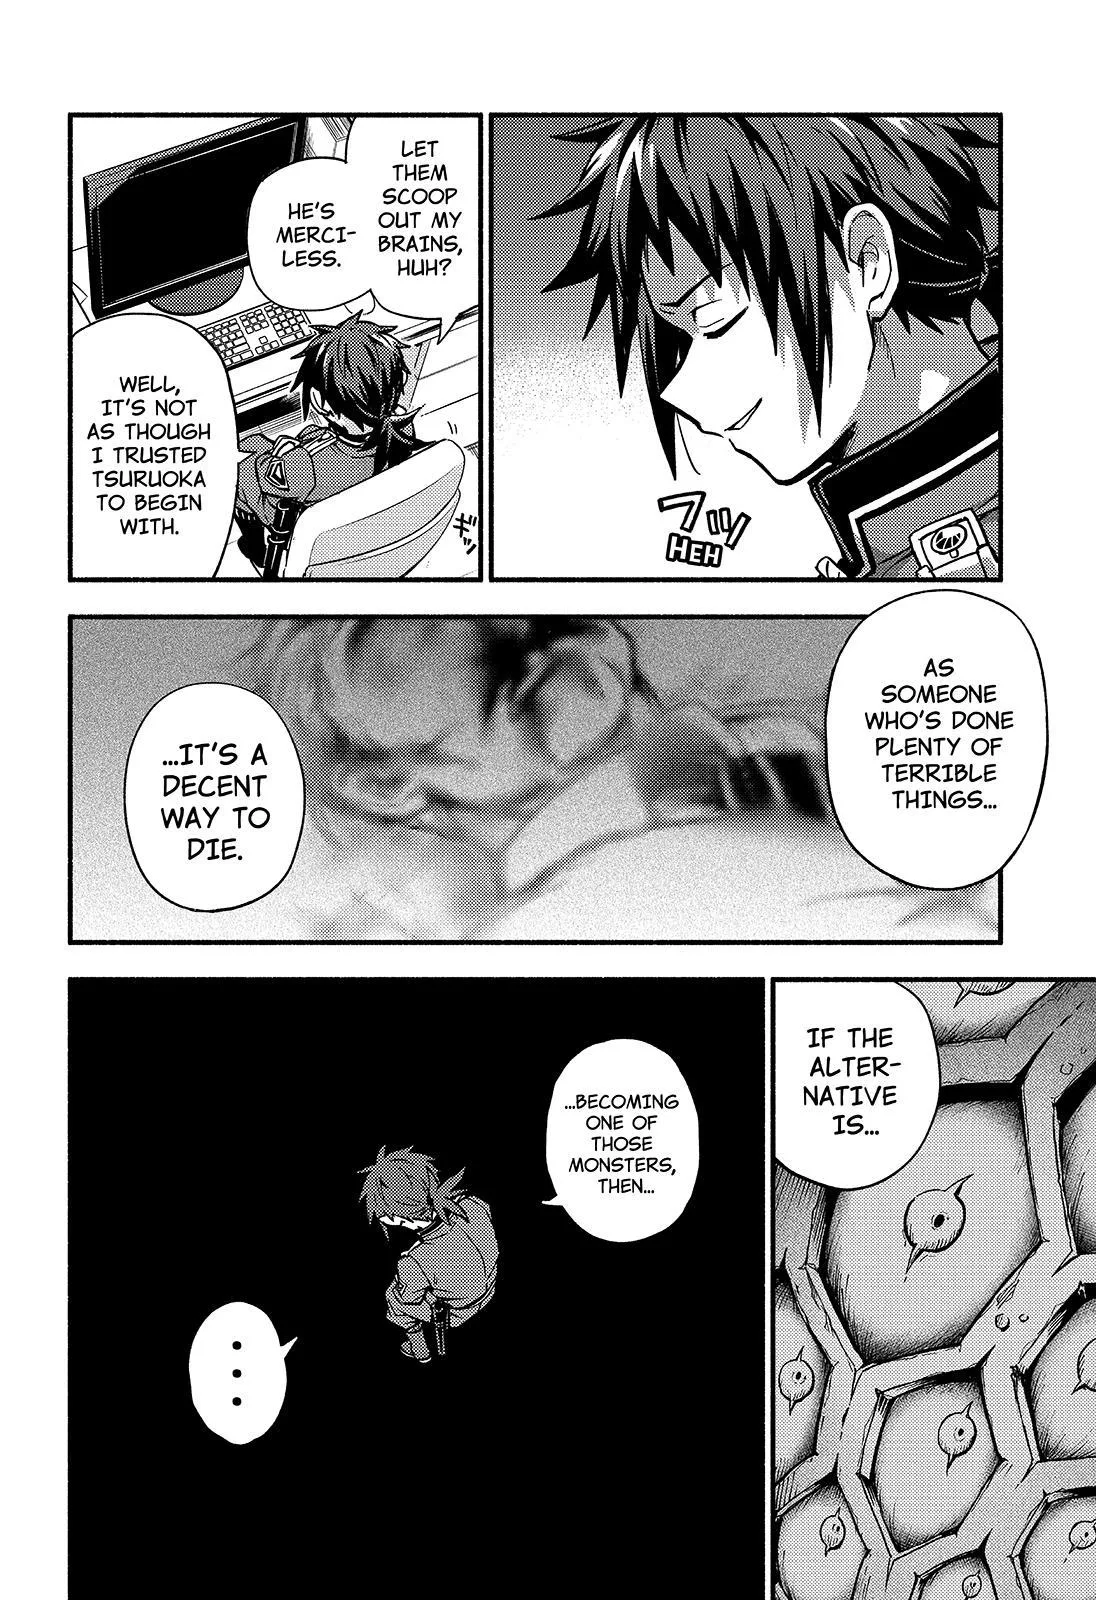 フッ
HEH
LET
THEM
SCOOP
OUT MY
BRAINS,
HUH?
HE'S
MERCI-
LESS.
WELL,
IT'S NOT
AS THOUGH
I TRUSTED
TSURUOKA
TO BEGIN
WITH.
ギッ
AS
SOMEONE
WHO'S DONE
PLENTY OF
TERRIBLE
THINGS...
...IT'S A
DECENT
WAY TO
DIE.
IF THE
ALTER-
NATIVE
IS...
...BECOMING
ONE OF
THOSE
MONSTERS,
THEN...
...